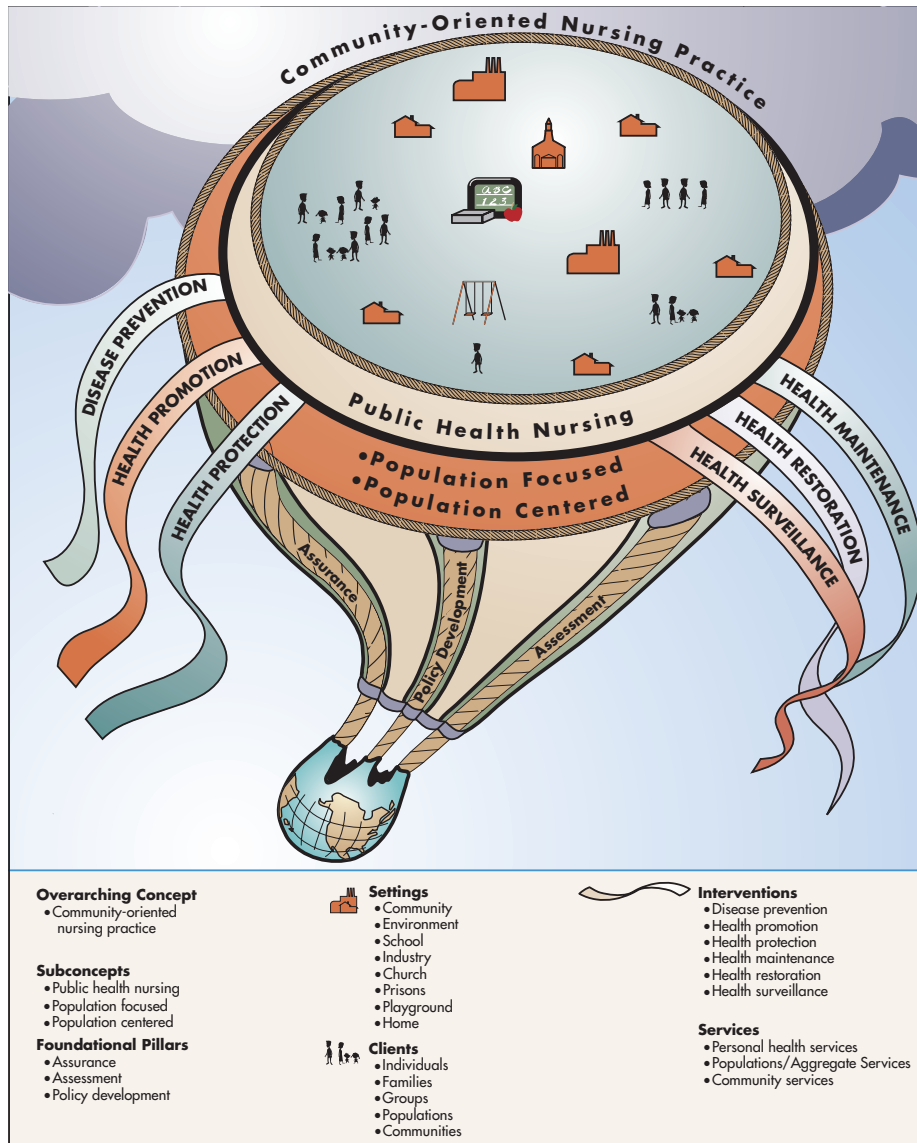 Community-Oriented Nursing Practice
abc
123
Public Health Nursing
•Population Focused
•Population Centered
DISEASE PREVENTION
HEALTH PROMOTION
HEALTH PROTECTION
HEALTH MAINTENANCE
HEALTH RESTORATION
HEALTH SURVEILLANCE
Assurance
Policy Development
Assessment
Overarching Concept
•Community-oriented
nursing practice
Subconcepts
•Public health nursing
•Population focused
•Population centered
Foundational Pillars
•Assurance
•Assessment
•Policy development
Settings
•Community
•Environment
•School
•Industry
•Church
•Prisons
•Playground
•Home
Clients
•Individuals
•Families
•Groups
•Populations
•Communities
Interventions
•Disease prevention
•Health promotion
•Health protection
•Health maintenance
•Health restoration
•Health surveillance
Services
•Personal health services
•Populations/Aggregate Services
•Community services